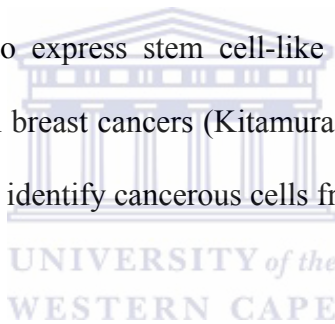 o express stem cell-like
breast cancers (Kitamura
identify cancerous cells fr
UNIVERSITY of the
WESTERN CAPE